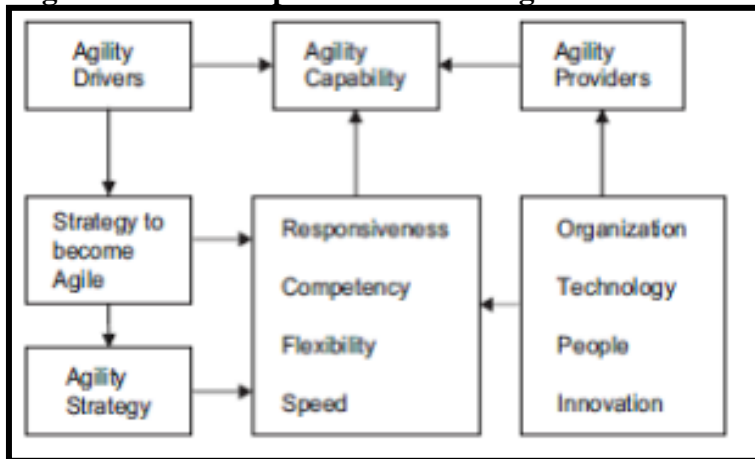 Agility
Drivers
Agility
Capability
Agility
Providers
Strategy to
become
Agile
Responsiveness
Competency
Flexibility
Speed
Organization
Technology
People
Innovation
Agility
Strategy